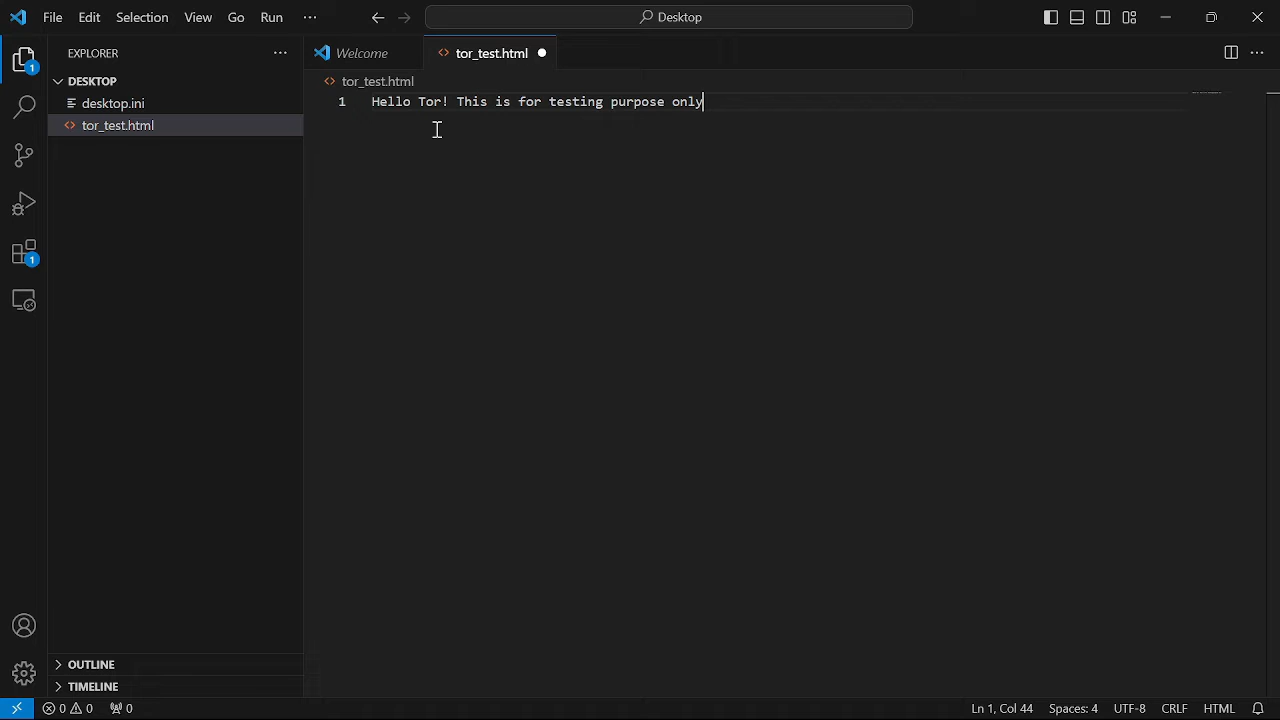 File Edit Selection View Go Run ··· Desktop
EXPLORER ··· Welcome tor_test.html
1
DESKTOP tor_test.html
desktop.ini 1 Hello Tor! This is for testing purpose only
tor_test.html
1
OUTLINE
TIMELINE
0 0 0 Ln 1, Col 44 Spaces: 4 UTF-8 CRLF HTML